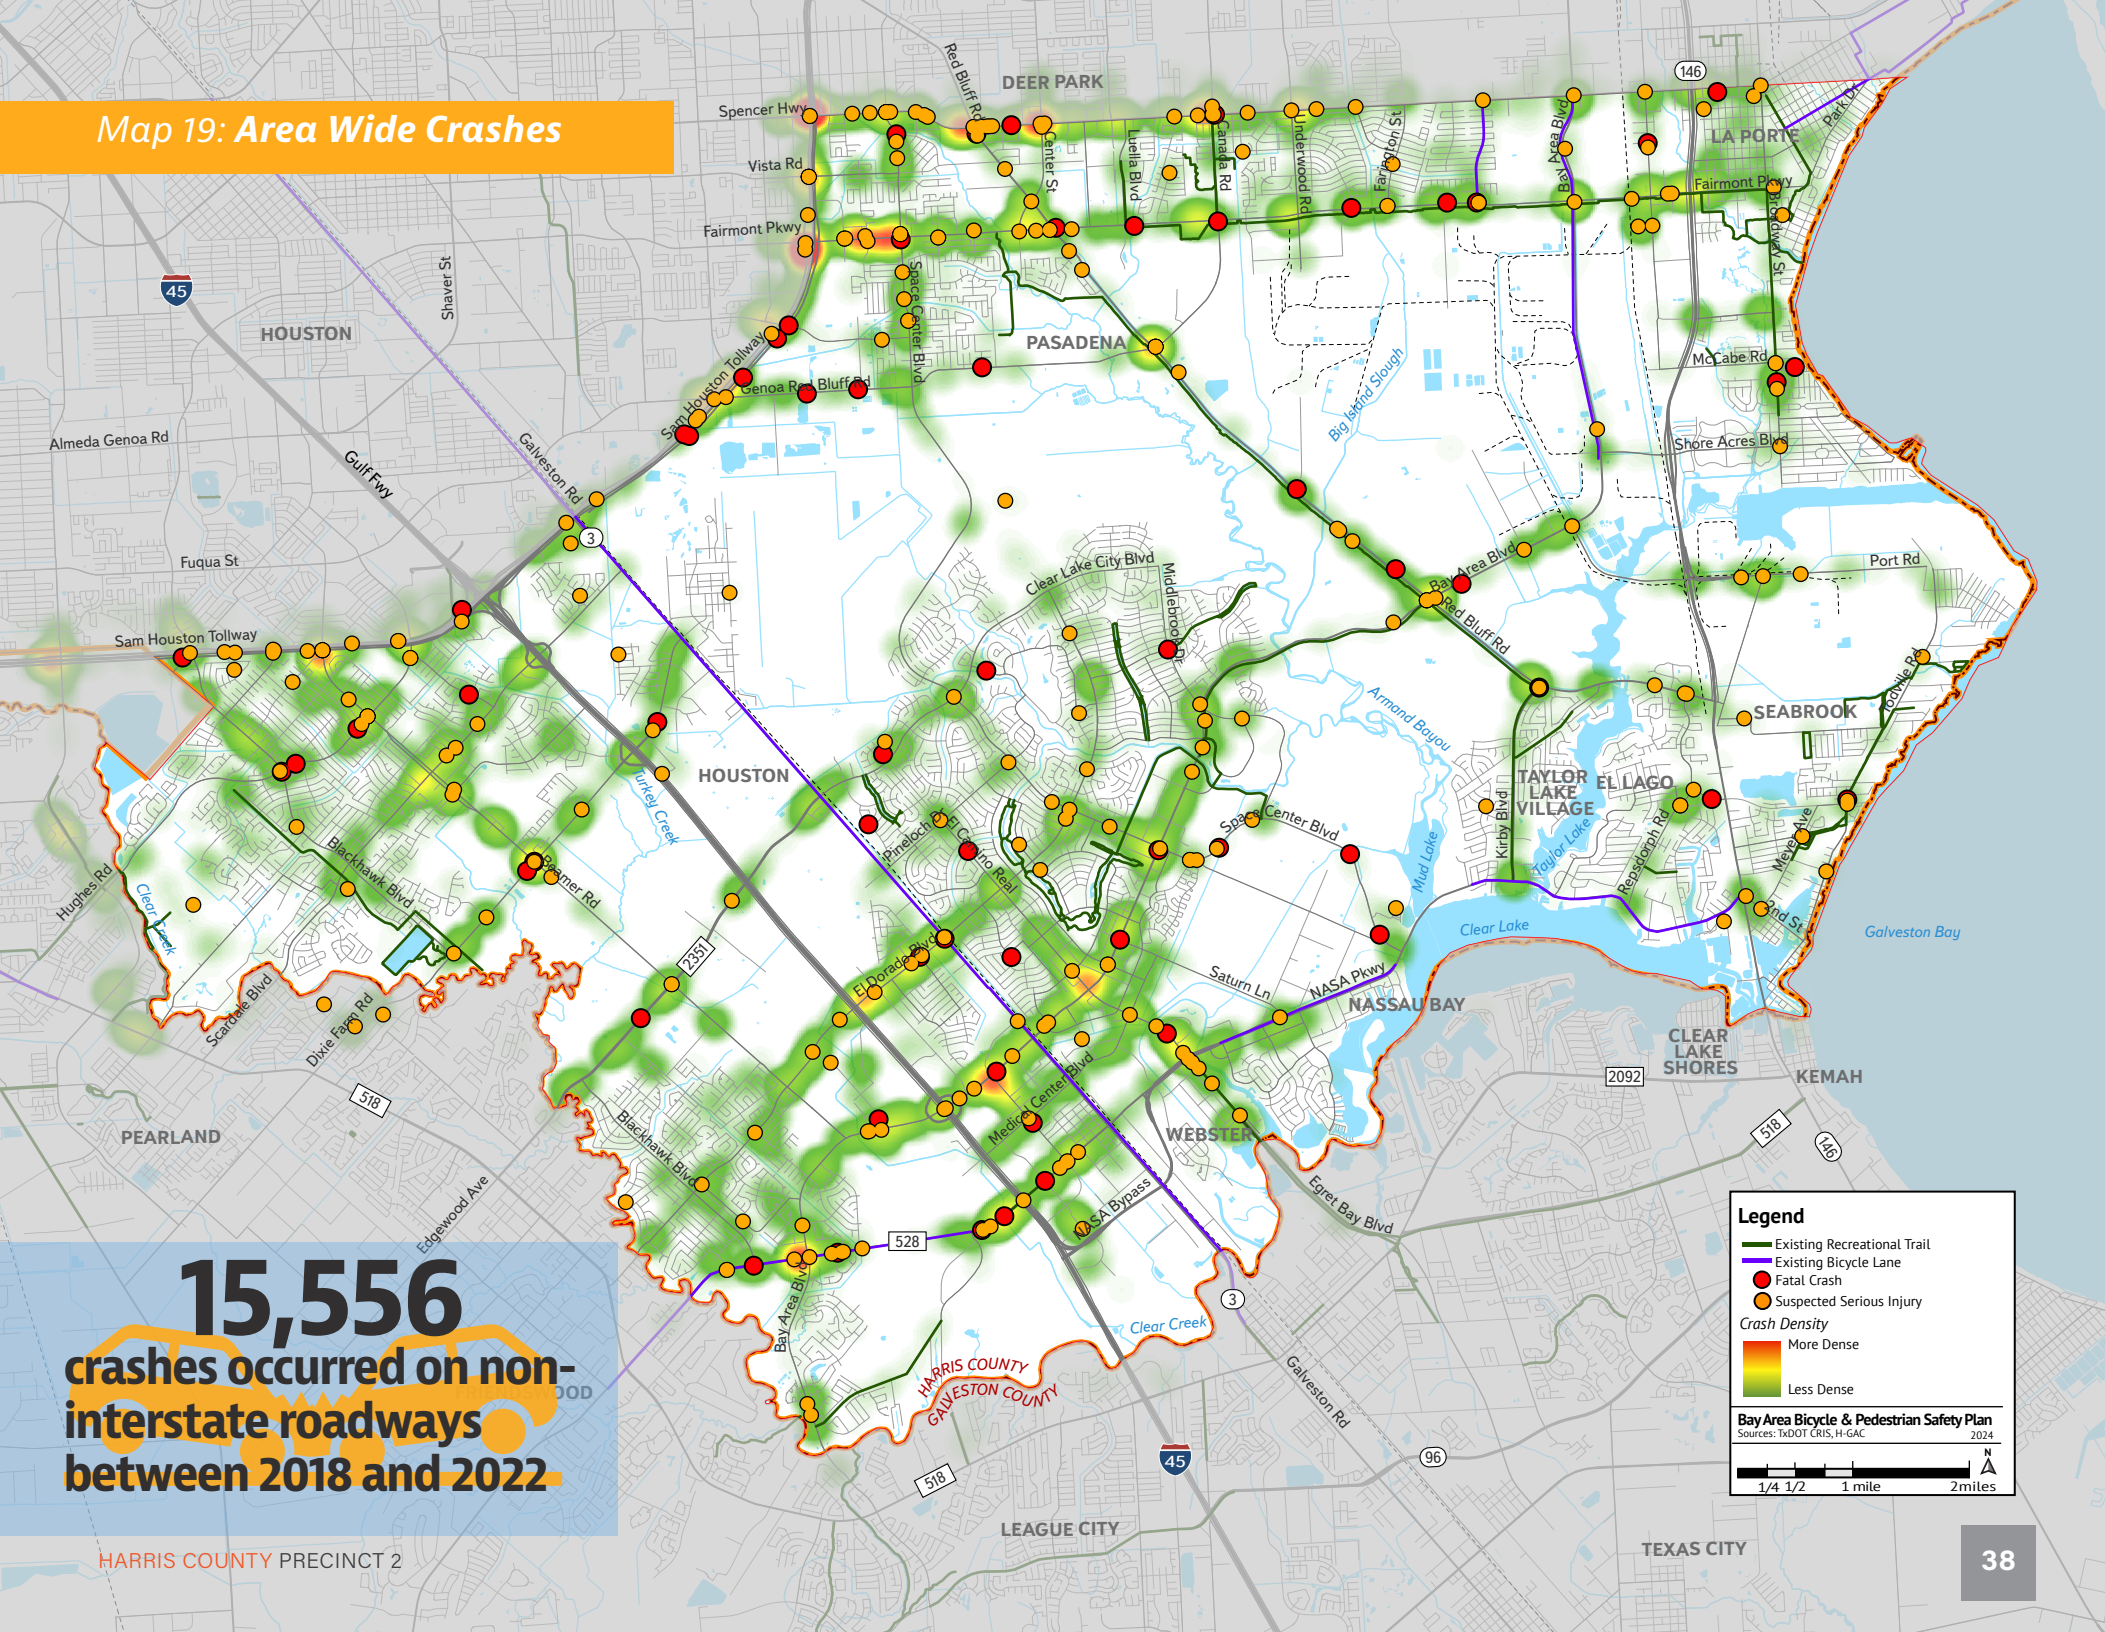 Map 19: Area Wide Crashes
DEER PARK
Red Bluff Rd
146
Spencer Hwy
LA PORTE
Park Dr
Vista Rd
Center St
Luella Blvd
Canada Rd
Underwood Rd
Farington St
Bay Area Blvd
Fairmont Pkwy
Fairmont Pkwy
Broadway St
45
Shaver St
Space Center Blvd
HOUSTON
PASADENA
McCabe Rd
Sam Houston Tollway
Genoa Red Bluff Rd
Big Island Slough
Almeda Genoa Rd
Galveston Rd
Gulf Fwy
Shore Acres Blvd
3
Fuqua St
Clear Lake City Blvd
Middlebrook Dr
Bay Area Blvd
Port Rd
Red Bluff Rd
Sam Houston Tollway
Todville Rd
Armand Bayou
SEABROOK
HOUSTON
Turkey Creek
TAYLOR
LAKE
VILLAGE
EL LAGO
Kirby Blvd
Taylor Lake
Repsdorph Rd
Meyer Ave
Space Center Blvd
Pineloch Dr
El Camino Real
Mud Lake
Blackhawk Blvd
Beamer Rd
Hughes Rd
Clear Creek
2nd St
Clear Lake
Galveston Bay
2351
El Dorado Blvd
Saturn Ln
NASA Pkwy
NASSAU BAY
Scarsdale Blvd
Dixie Farm Rd
CLEAR
LAKE
SHORES
2092
KEMAH
518
Medical Center Blvd
PEARLAND
Blackhawk Blvd
WEBSTER
518
146
Edgewood Ave
NASA Bypass
Egret Bay Blvd
528
Bay Area Blvd
3
Clear Creek
HARRIS COUNTY
GALVESTON COUNTY
Galveston Rd
15,556
crashes occurred on non-
FRIENDSWOOD
interstate roadways
between 2018 and 2022
45
96
518
LEAGUE CITY
TEXAS CITY
Legend
Existing Recreational Trail
Existing Bicycle Lane
Fatal Crash
Suspected Serious Injury
Crash Density
More Dense
Less Dense
Bay Area Bicycle & Pedestrian Safety Plan
Sources: TxDOT CRIS, H-GAC 2024
N
1/4 1/2 1 mile 2miles
HARRIS COUNTY PRECINCT 2
38